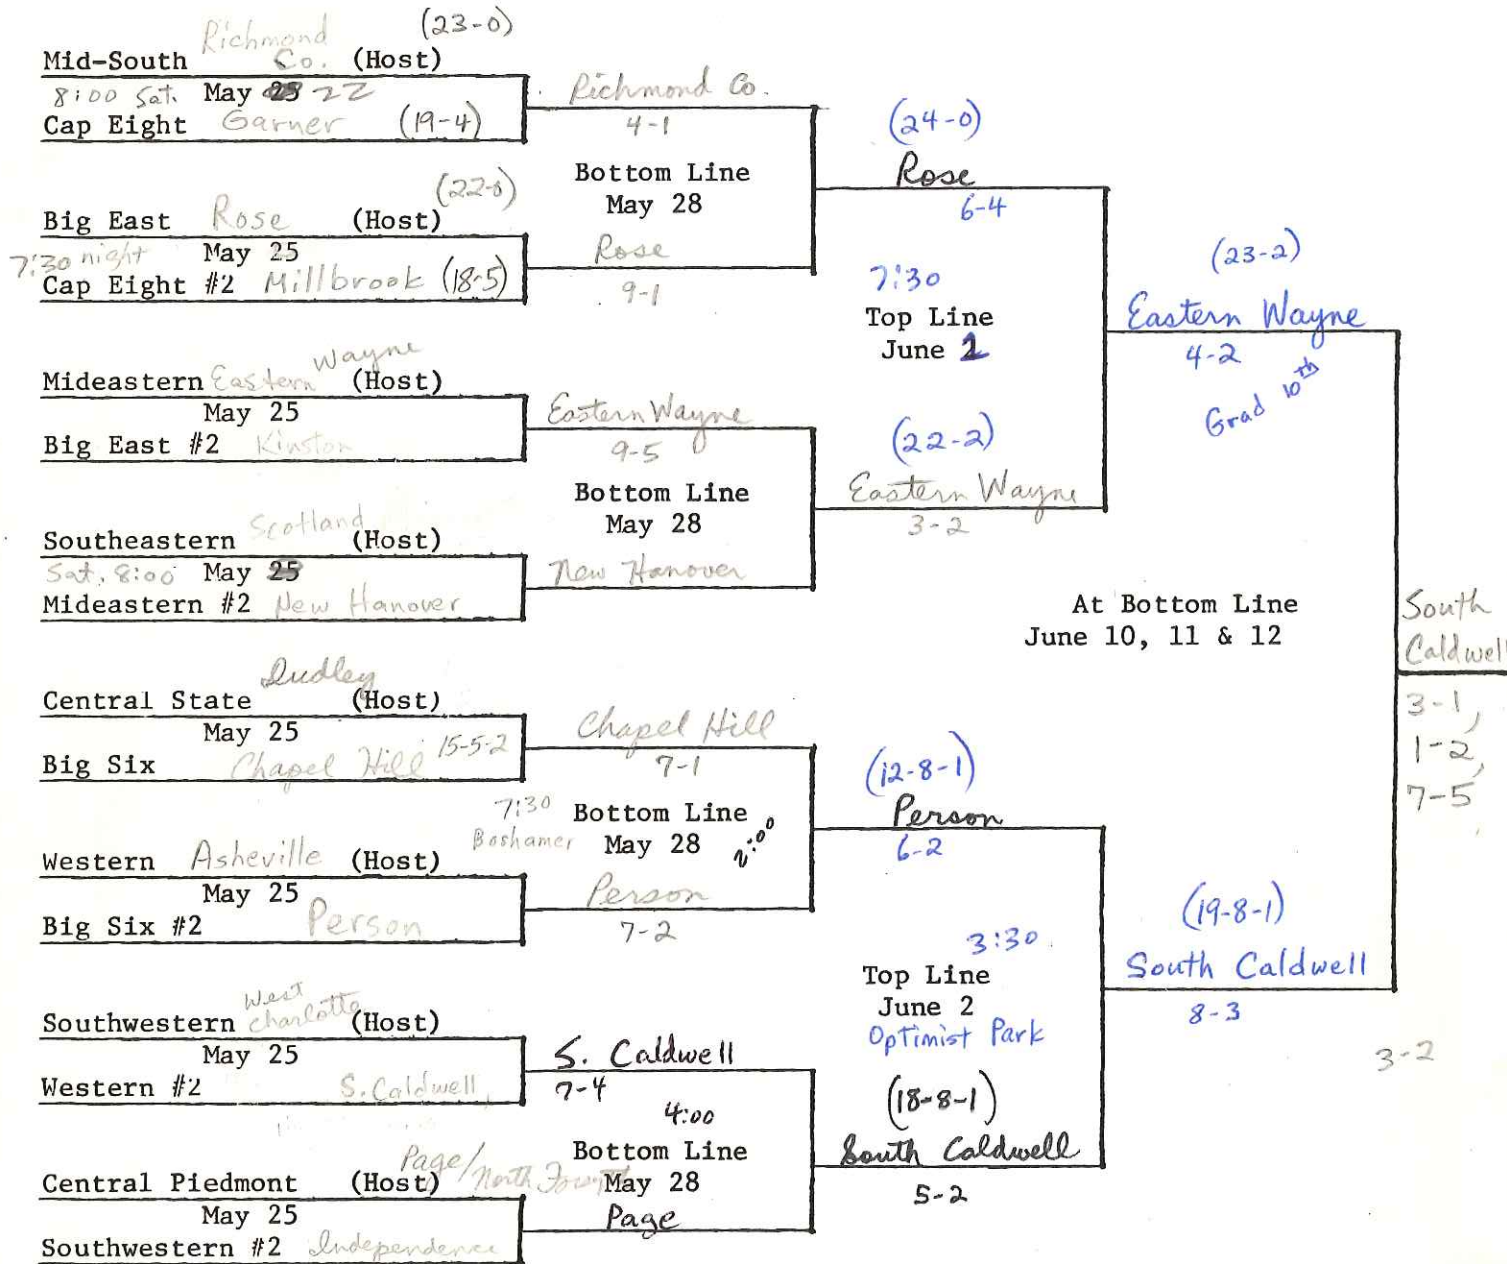 Richmond (23-0)
Mid-South Co. (Host)
8:00 Sat. May 22
Cap Eight Garner (19-4)
Richmond Co.
4-1
Bottom Line
May 28
Big East Rose (Host) (22-0)
7:30 night May 25
Cap Eight #2 Millbrook (18-5)
Rose
9-1
(24-0)
Rose
6-4
Mideastern Eastern Wayne (Host)
May 25
Big East #2 Kinston
Eastern Wayne
9-5
Bottom Line
May 28
Southeastern Scotland (Host)
Sat. 8:00 May 25
Mideastern #2 New Hanover
New Hanover
(22-2)
Eastern Wayne
3-2
7:30
Top Line
June 2
(23-2)
Eastern Wayne
4-2
Grad 10th
At Bottom Line
June 10, 11 & 12
South
Caldwell
3-1,
1-2,
7-5
Dudley
Central State (Host)
May 25
Big Six Chapel Hill 15-5-2
Chapel Hill
7-1
7:30 Bottom Line
Boshamer May 28 2:00
Western Asheville (Host)
May 25
Big Six #2 Person
Person
7-2
(12-8-1)
Person
6-2
West
Southwestern Charlotte (Host)
May 25
Western #2 S. Caldwell
S. Caldwell
7-4
4:00
Bottom Line
May 28
Central Piedmont (Host) Page/North Forsyth
May 25
Southwestern #2 Independence
Page
3:30
Top Line
June 2
Optimist Park
(18-8-1)
South Caldwell
5-2
(19-8-1)
South Caldwell
8-3
3-2